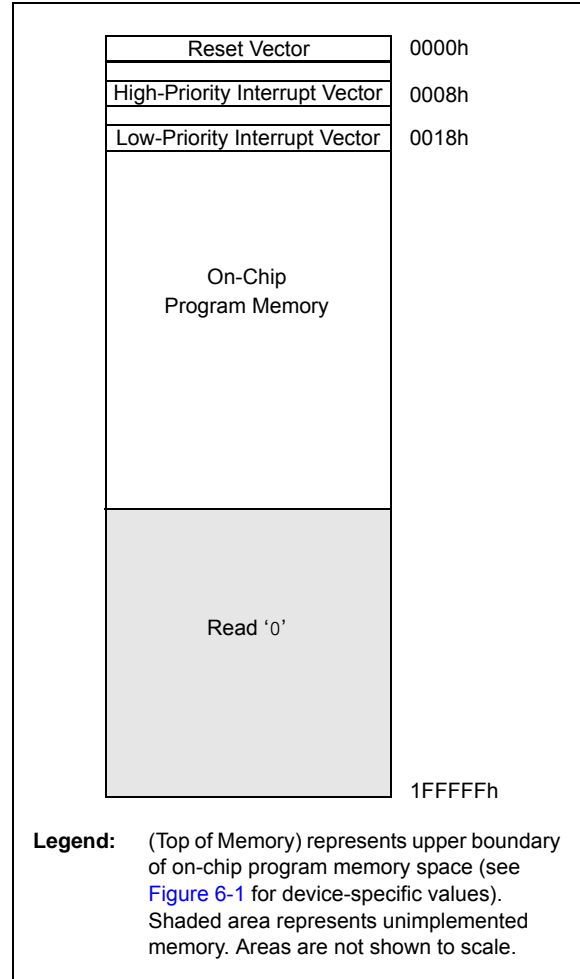 Reset Vector 0000h
High-Priority Interrupt Vector 0008h
Low-Priority Interrupt Vector 0018h
On-Chip
Program Memory
Read ‘0’
1FFFFFh
Legend: (Top of Memory) represents upper boundary
of on-chip program memory space (see
Figure 6-1 for device-specific values).
Shaded area represents unimplemented
memory. Areas are not shown to scale.